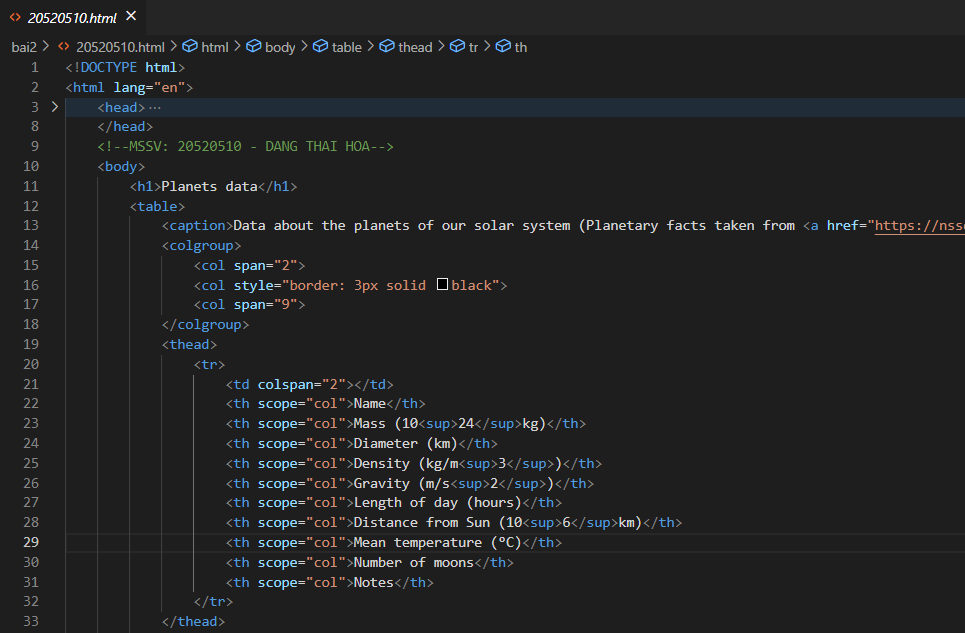 20520510.html
bai2 > 20520510.html > html > body > table > thead > tr > th
1 <!DOCTYPE html>
2 <html lang="en">
3 <head> ...
8 </head>
9 <!--MSSV: 20520510 - DANG THAI HOA-->
10 <body>
11 <h1>Planets data</h1>
12 <table>
13 <caption>Data about the planets of our solar system (Planetary facts taken from <a href="https://nss
14 <colgroup>
15 <col span="2">
16 <col style="border: 3px solid black">
17 <col span="9">
18 </colgroup>
19 <thead>
20 <tr>
21 <td colspan="2"></td>
22 <th scope="col">Name</th>
23 <th scope="col">Mass (10<sup>24</sup>kg)</th>
24 <th scope="col">Diameter (km)</th>
25 <th scope="col">Density (kg/m<sup>3</sup>)</th>
26 <th scope="col">Gravity (m/s<sup>2</sup>)</th>
27 <th scope="col">Length of day (hours)</th>
28 <th scope="col">Distance from Sun (10<sup>6</sup>km)</th>
29 <th scope="col">Mean temperature (°C)</th>
30 <th scope="col">Number of moons</th>
31 <th scope="col">Notes</th>
32 </tr>
33 </thead>